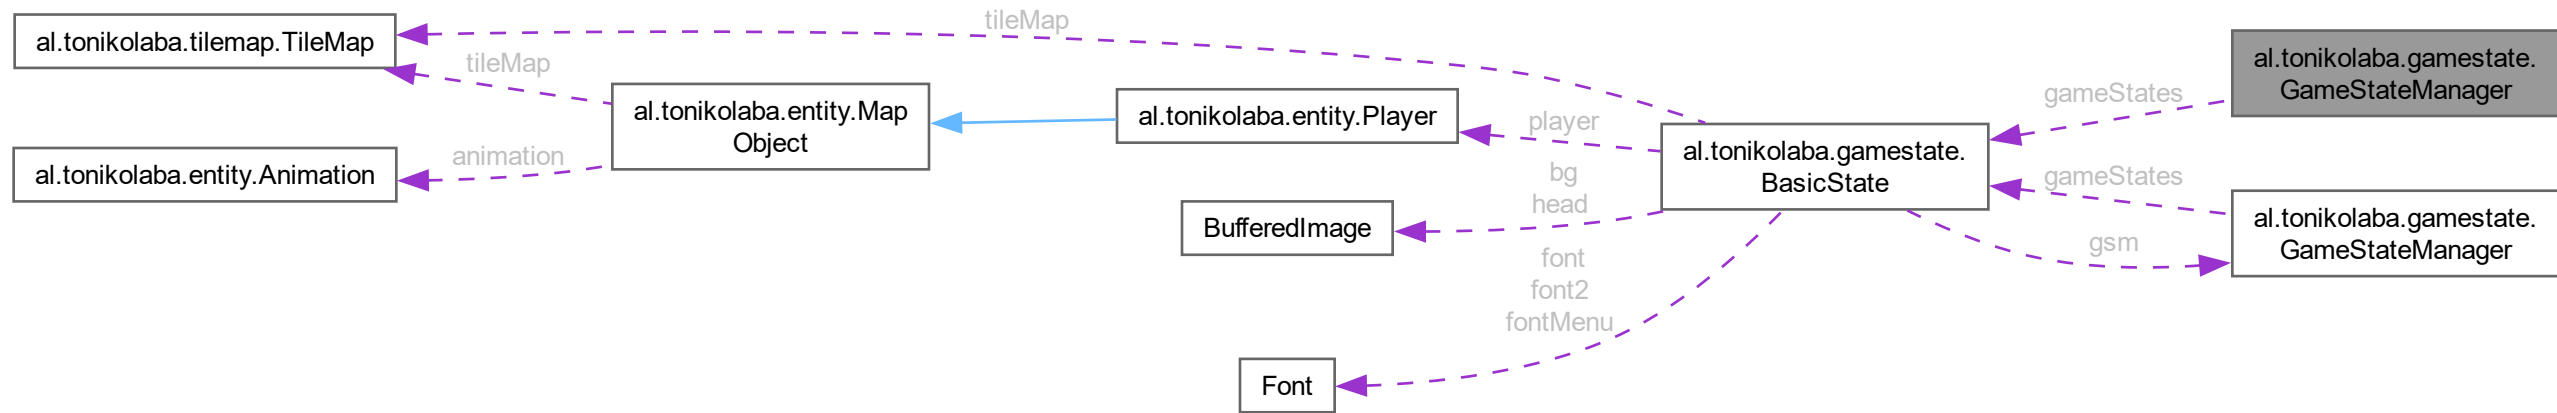 tileMap
al.tonikolaba.tilemap.TileMap
tileMap
al.tonikolaba.entity.Map
Object
animation
al.tonikolaba.entity.Animation
al.tonikolaba.entity.Player
player
bg
head
BufferedImage
font
font2
fontMenu
Font
al.tonikolaba.gamestate.
BasicState
gameStates
al.tonikolaba.gamestate.
GameStateManager
gameStates
gsm
al.tonikolaba.gamestate.
GameStateManager